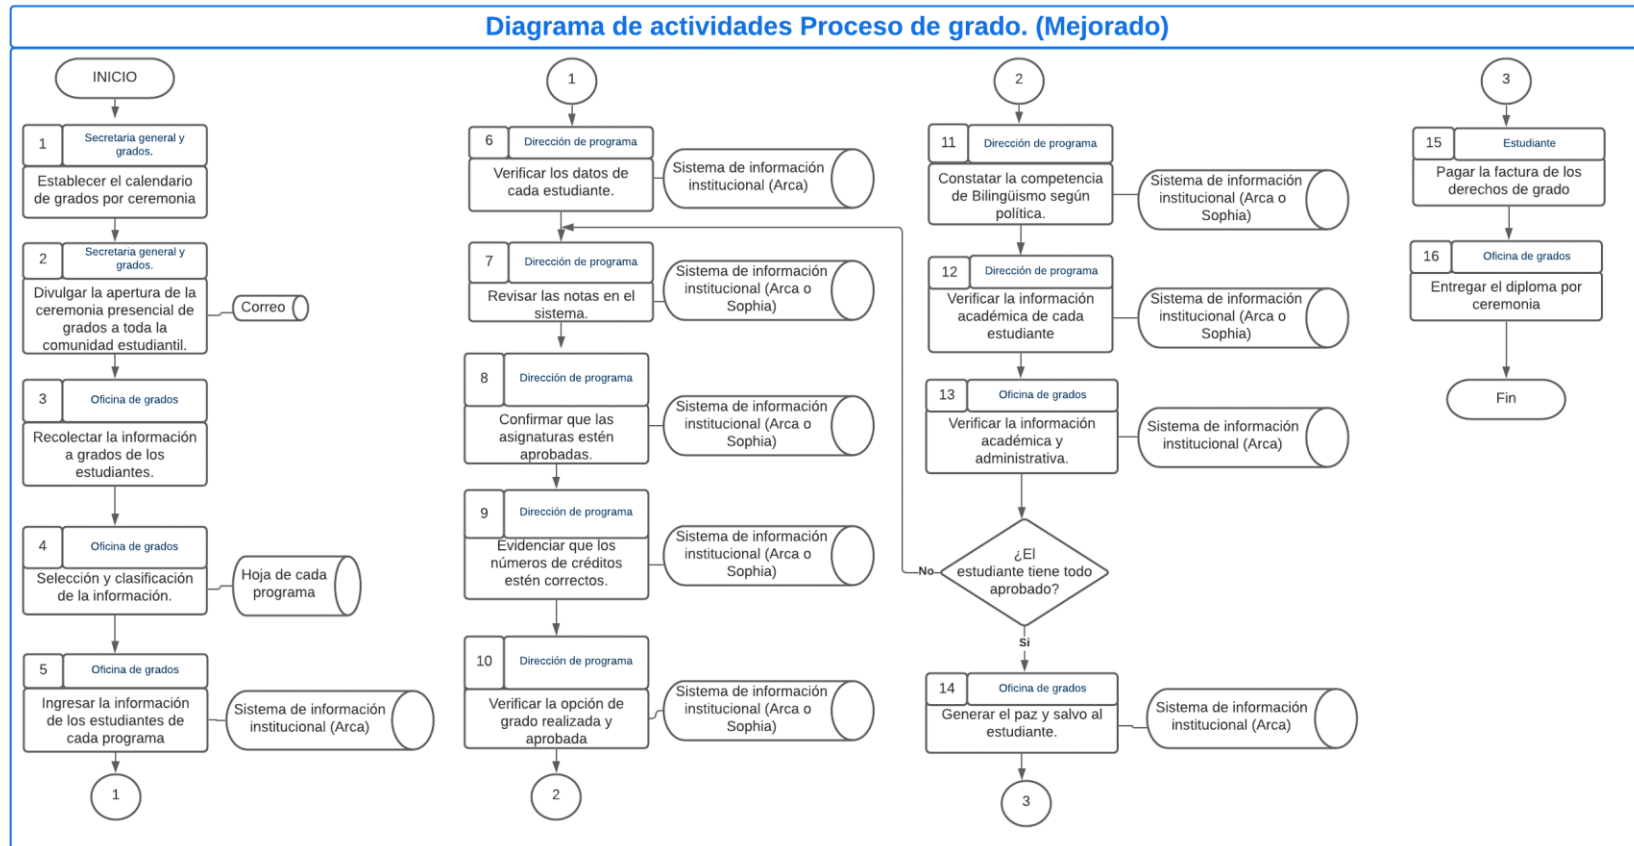 Diagrama de actividades Proceso de grado. (Mejorado)
INICIO
1
Secretaria general y
grados.
Establecer el calendario
de grados por ceremonia
2
Secretaria general y
grados.
Divulgar la apertura de la
ceremonia presencial de
grados a toda la
comunidad estudiantil.
Correo
3
Oficina de grados
Recolectar la información
a grados de los
estudiantes.
4
Oficina de grados
Selección y clasificación
de la información.
Hoja de cada
programa
5
Oficina de grados
Ingresar la información
de los estudiantes de
cada programa
Sistema de información
institucional (Arca)
1
1
6
Dirección de programa
Verificar los datos de
cada estudiante.
Sistema de información
institucional (Arca)
7
Dirección de programa
Revisar las notas en el
sistema.
Sistema de información
institucional (Arca o
Sophia)
8
Dirección de programa
Confirmar que las
asignaturas estén
aprobadas.
Sistema de información
institucional (Arca o
Sophia)
9
Dirección de programa
Evidenciar que los
números de créditos
estén correctos.
Sistema de información
institucional (Arca o
Sophia)
10
Dirección de programa
Verificar la opción de
grado realizada y
aprobada
Sistema de información
institucional (Arca o
Sophia)
2
2
11
Dirección de programa
Constatar la competencia
de Bilingüismo según
política.
Sistema de información
institucional (Arca o
Sophia)
12
Dirección de programa
Verificar la información
académica de cada
estudiante
Sistema de información
institucional (Arca o
Sophia)
13
Oficina de grados
Verificar la información
académica y
administrativa.
Sistema de información
institucional (Arca)
¿El
estudiante tiene todo
aprobado?
No
Si
14
Oficina de grados
Generar el paz y salvo al
estudiante.
Sistema de información
institucional (Arca)
3
3
15
Estudiante
Pagar la factura de los
derechos de grado
16
Oficina de grados
Entregar el diploma por
ceremonia
Fin